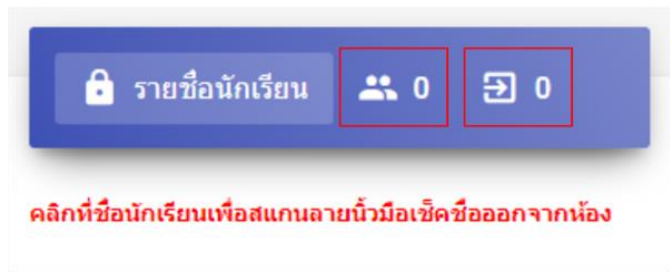 รายชื่อนักเรียน 0 0
คลิกที่ชื่อนักเรียนเพื่อสแกนลายนิ้วมือเช็คชื่อออกจากห้อง